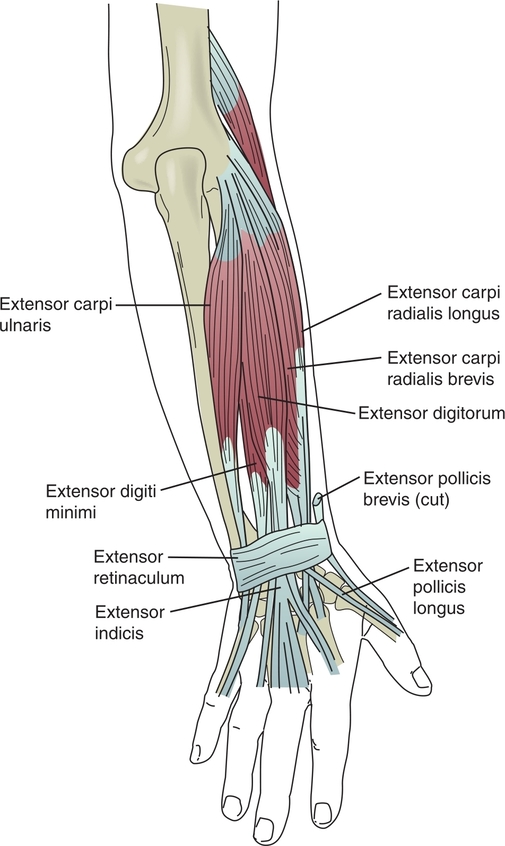 Extensor carpi
radialis longus
Extensor carpi
ulnaris
Extensor carpi
radialis brevis
Extensor digitorum
Extensor pollicis
brevis (cut)
Extensor digiti
minimi
Extensor
retinaculum
Extensor
pollicis
longus
Extensor
indicis